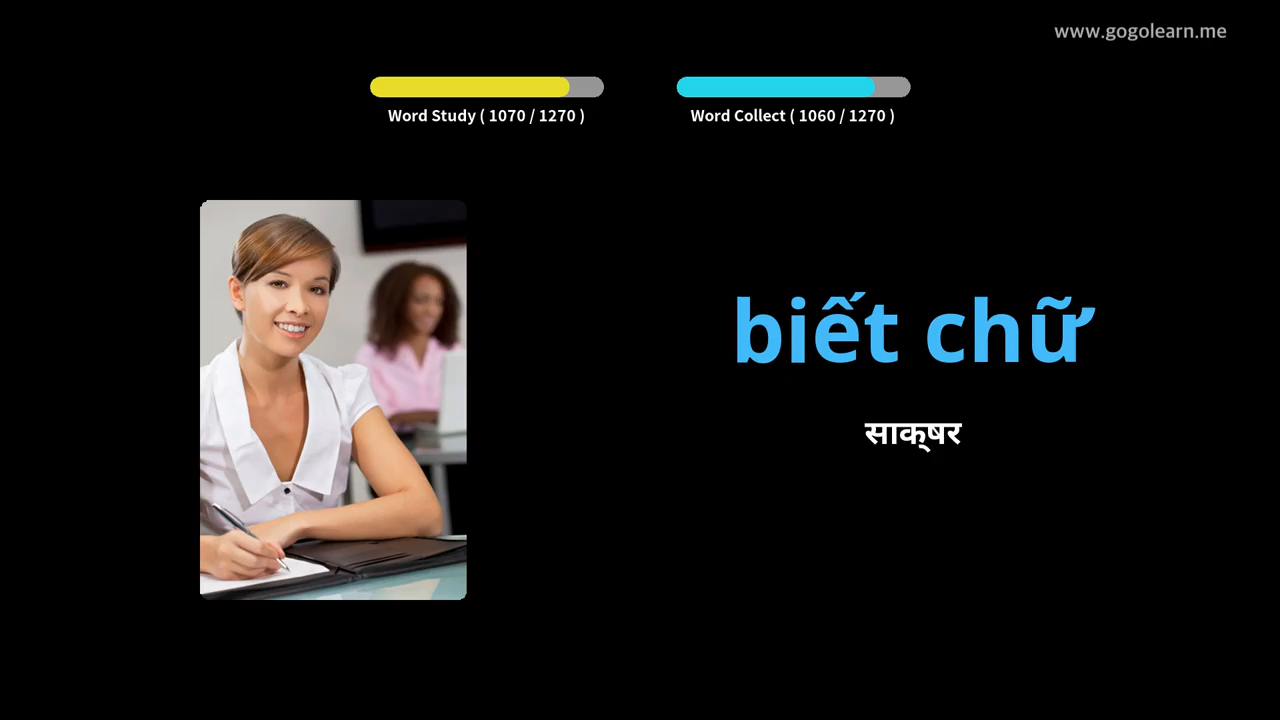 www.gogolearn.me
Word Study ( 1070 / 1270 )
Word Collect ( 1060 / 1270 )
biết chữ
साक्षर